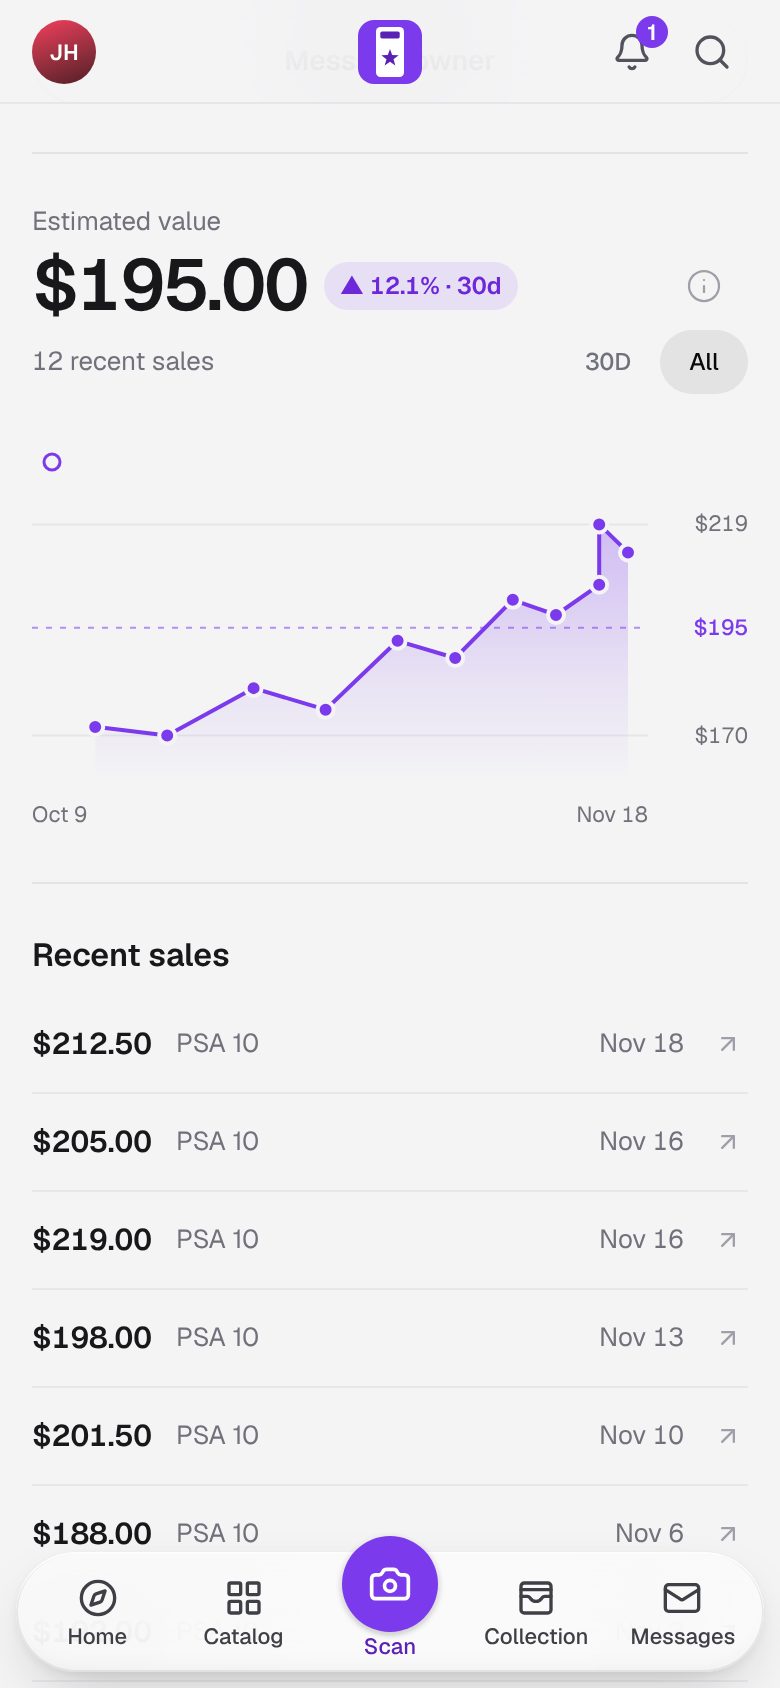 JH
1
Estimated value
$195.00
▲ 12.1% · 30d
12 recent sales
30D
All
$219
$195
$170
Oct 9
Nov 18
Recent sales
$212.50 PSA 10 Nov 18
$205.00 PSA 10 Nov 16
$219.00 PSA 10 Nov 16
$198.00 PSA 10 Nov 13
$201.50 PSA 10 Nov 10
$188.00 PSA 10 Nov 6
Home
Catalog
Scan
Collection
Messages